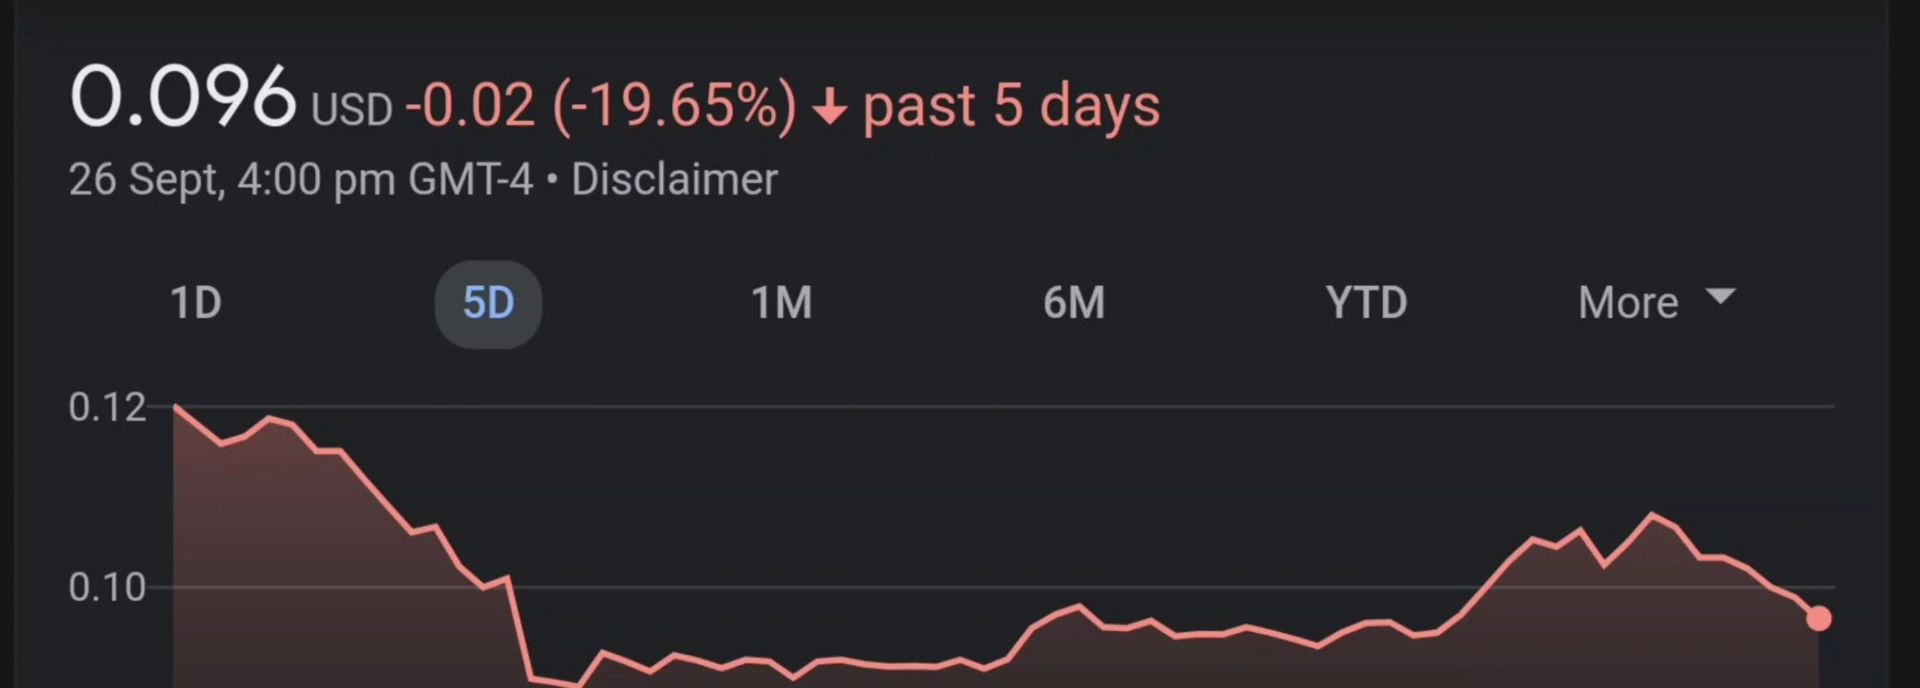 0.096 USD -0.02 (-19.65%) ↓ past 5 days
26 Sept, 4:00 pm GMT-4 • Disclaimer
1D 5D 1M 6M YTD More
0.12
0.10